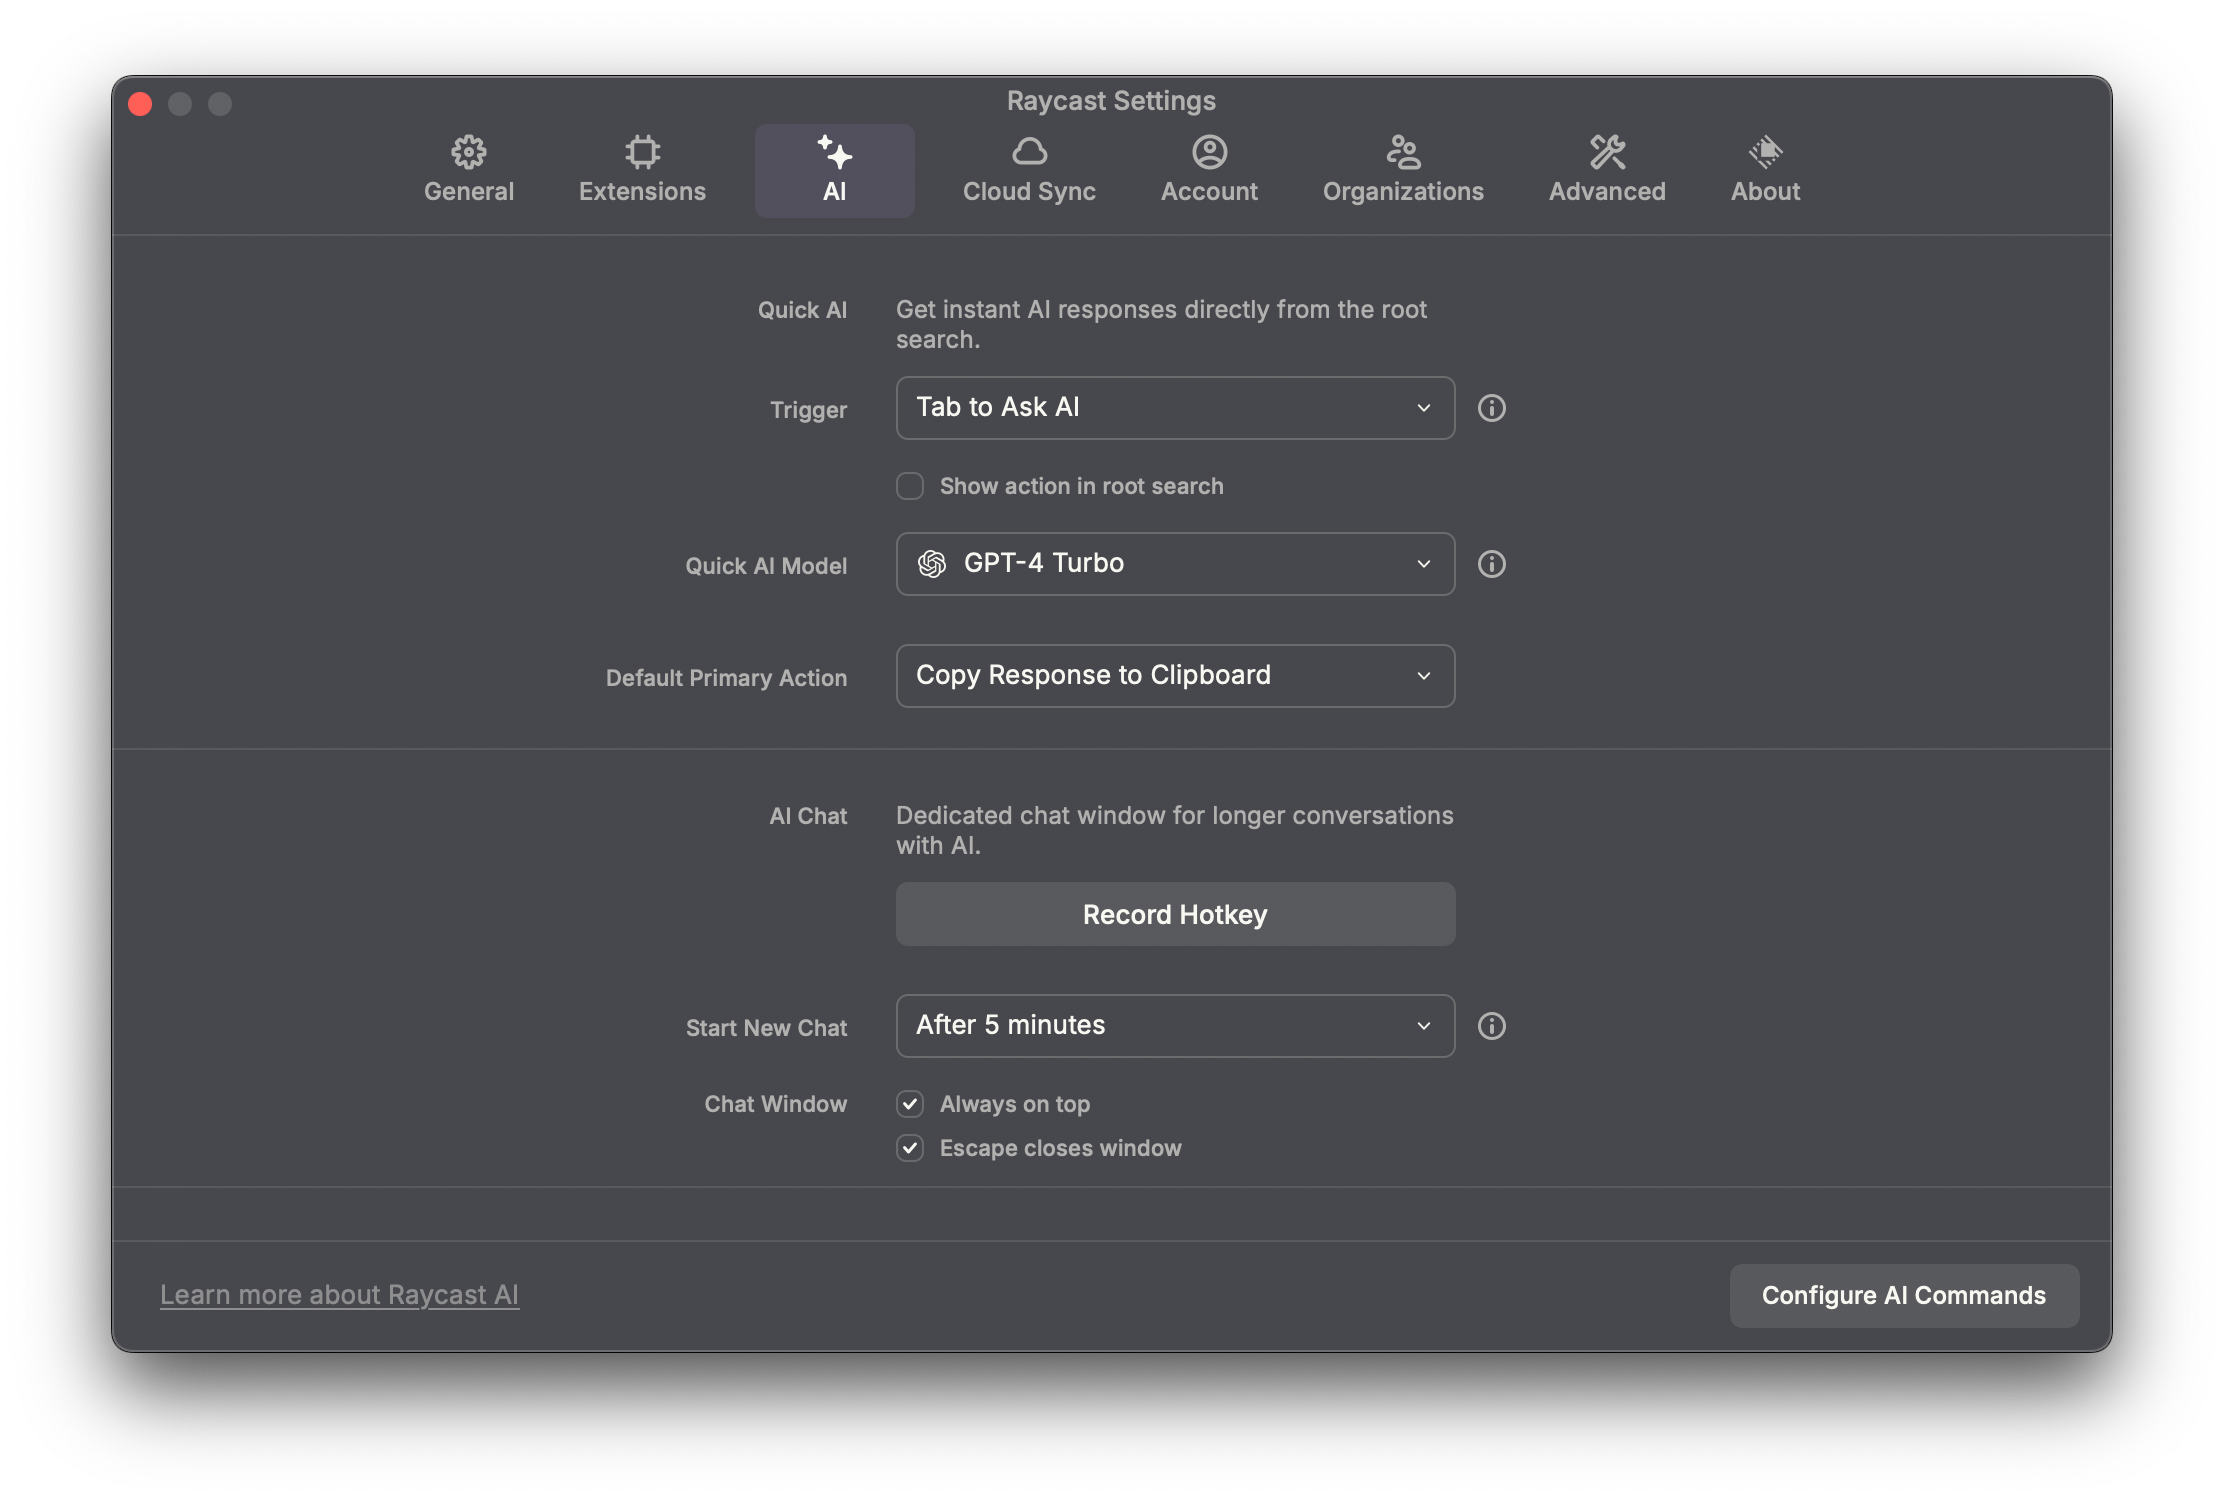 Raycast Settings
General
Extensions
AI
Cloud Sync
Account
Organizations
Advanced
About
Quick AI
Get instant AI responses directly from the root
search.
Trigger
Tab to Ask AI
Show action in root search
Quick AI Model
GPT-4 Turbo
Default Primary Action
Copy Response to Clipboard
AI Chat
Dedicated chat window for longer conversations
with AI.
Record Hotkey
Start New Chat
After 5 minutes
Chat Window
Always on top
Escape closes window
Learn more about Raycast AI
Configure AI Commands